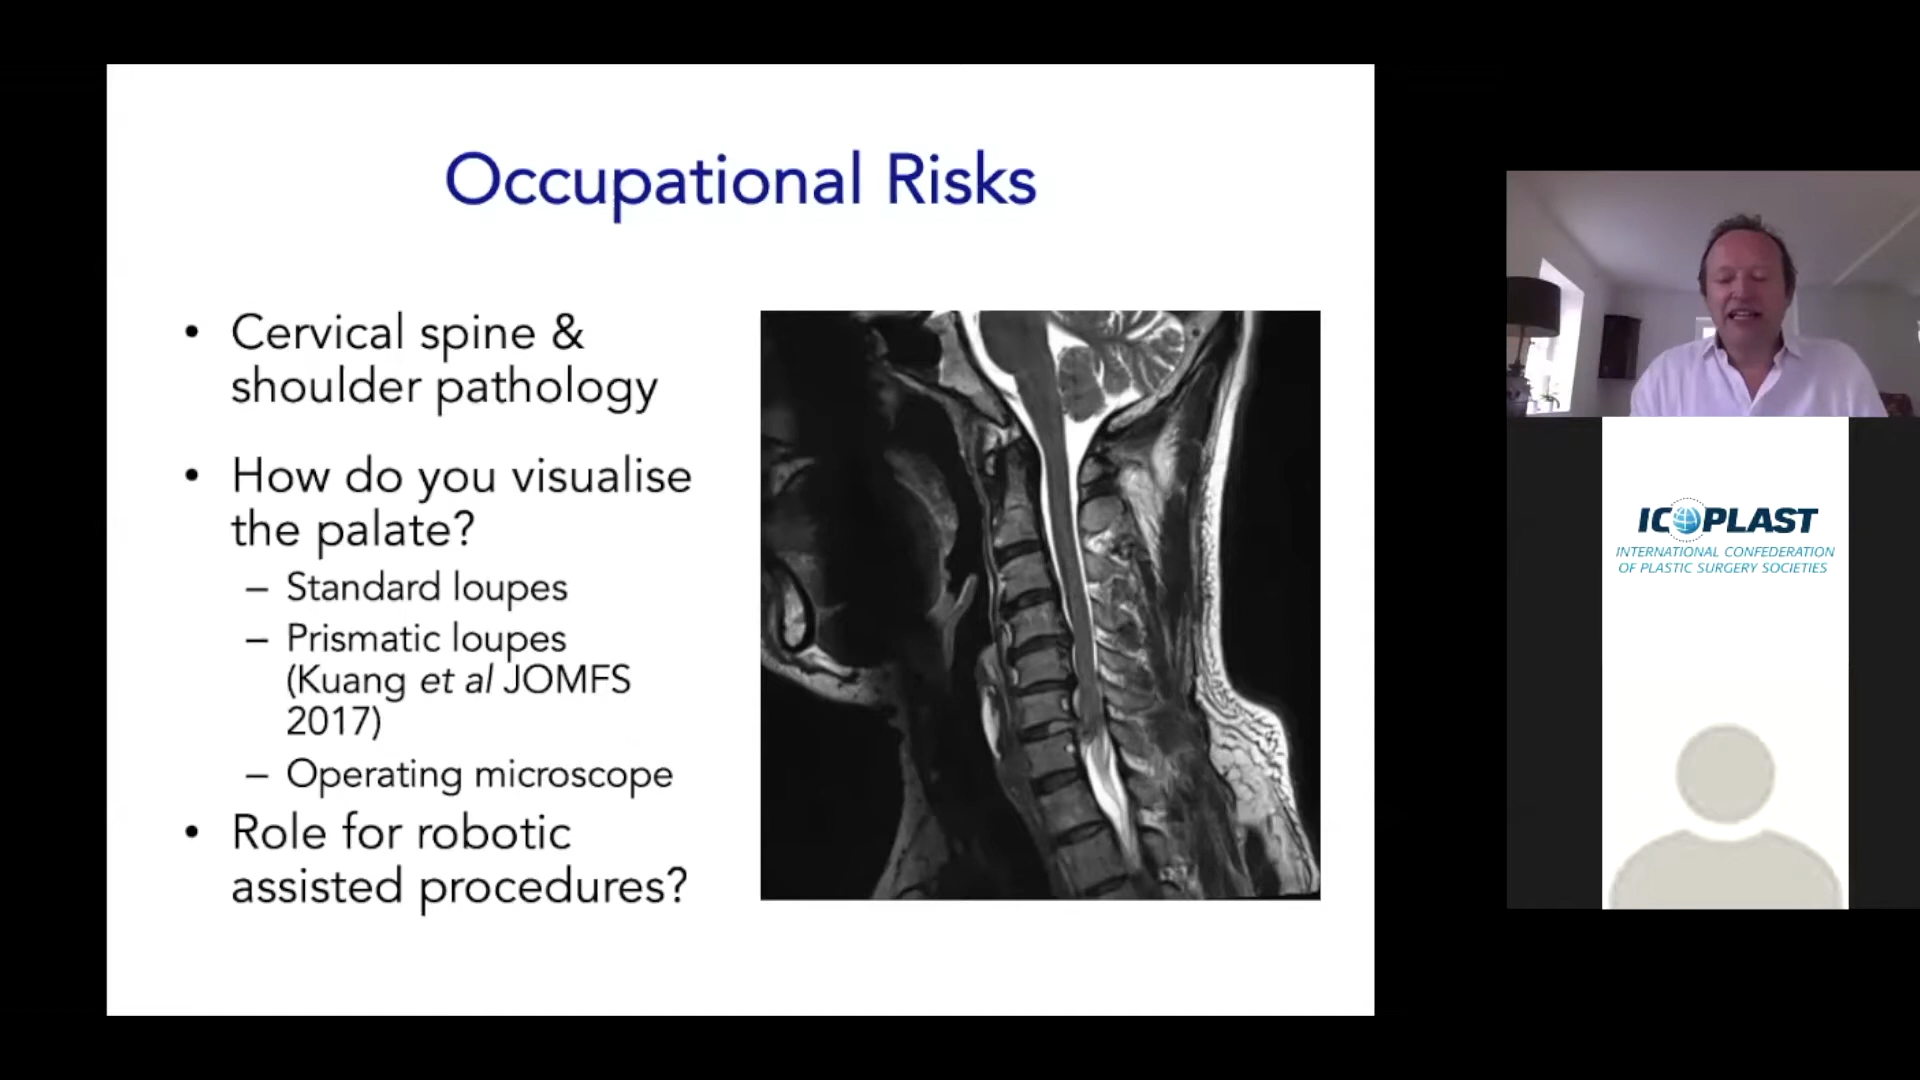 Occupational Risks
• Cervical spine &
shoulder pathology
• How do you visualise
the palate?
– Standard loupes
– Prismatic loupes
(Kuang et al JOMFS
2017)
– Operating microscope
• Role for robotic
assisted procedures?
ICOPLAST
INTERNATIONAL CONFEDERATION
OF PLASTIC SURGERY SOCIETIES